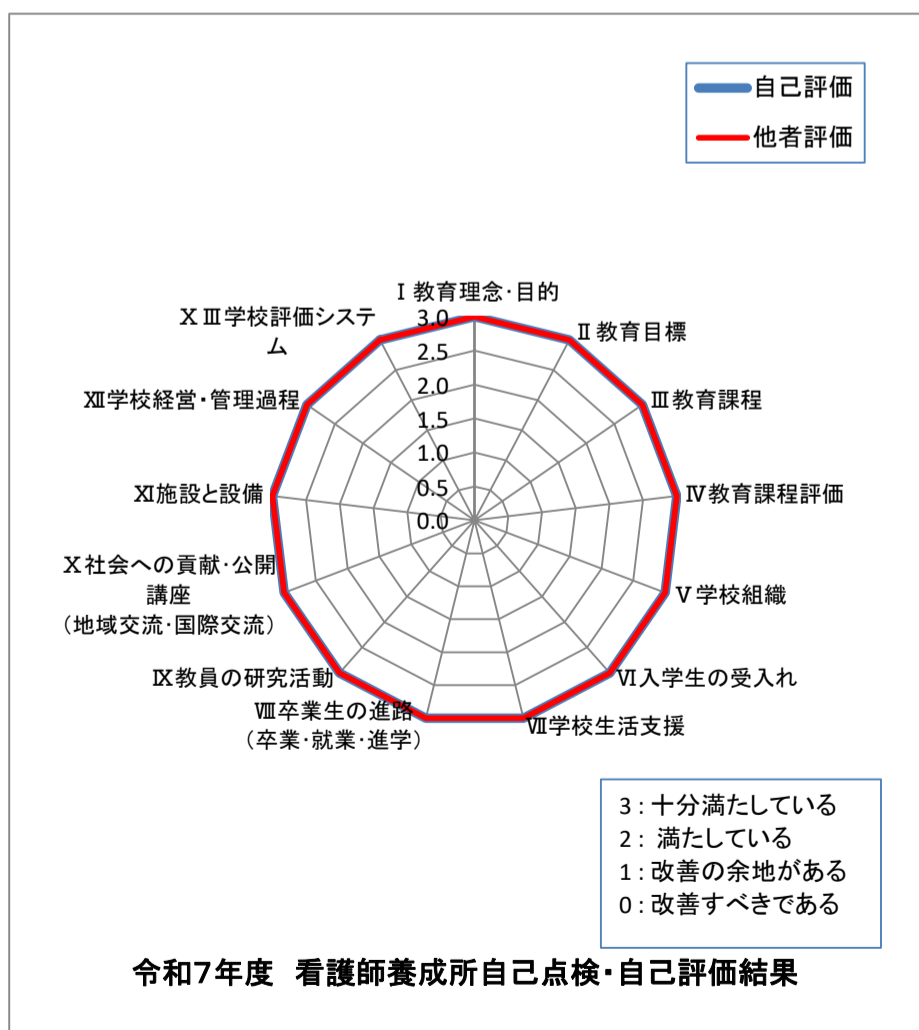 自己評価
他者評価
Ⅰ教育理念・目的
Ⅱ教育目標
Ⅲ教育課程
Ⅳ教育課程評価
Ⅴ学校組織
Ⅵ入学生の受入れ
Ⅶ学校生活支援
Ⅷ卒業生の進路
（卒業・就業・進学）
Ⅸ教員の研究活動
Ⅹ社会への貢献・公開
講座
（地域交流・国際交流）
Ⅺ施設と設備
Ⅻ学校経営・管理過程
ⅩⅢ学校評価システ
ム
3.0
2.5
2.0
1.5
1.0
0.5
0.0
3：十分満たしている
2： 満たしている
1：改善の余地がある
0：改善すべきである
令和7年度 看護師養成所自己点検・自己評価結果